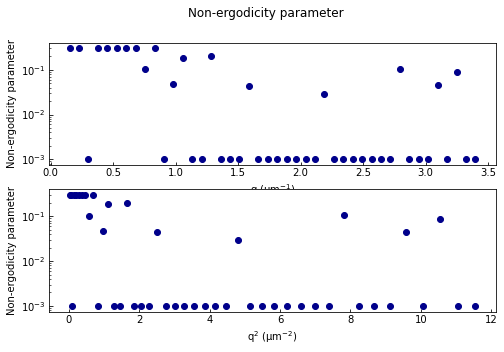 Non-ergodicity parameter
Non-ergodicity parameter
10⁻¹
10⁻²
10⁻³
0.0 0.5 1.0 1.5 2.0 2.5 3.0 3.5
q (μm⁻¹)
Non-ergodicity parameter
10⁻¹
10⁻²
10⁻³
0 2 4 6 8 10 12
q² (μm⁻²)